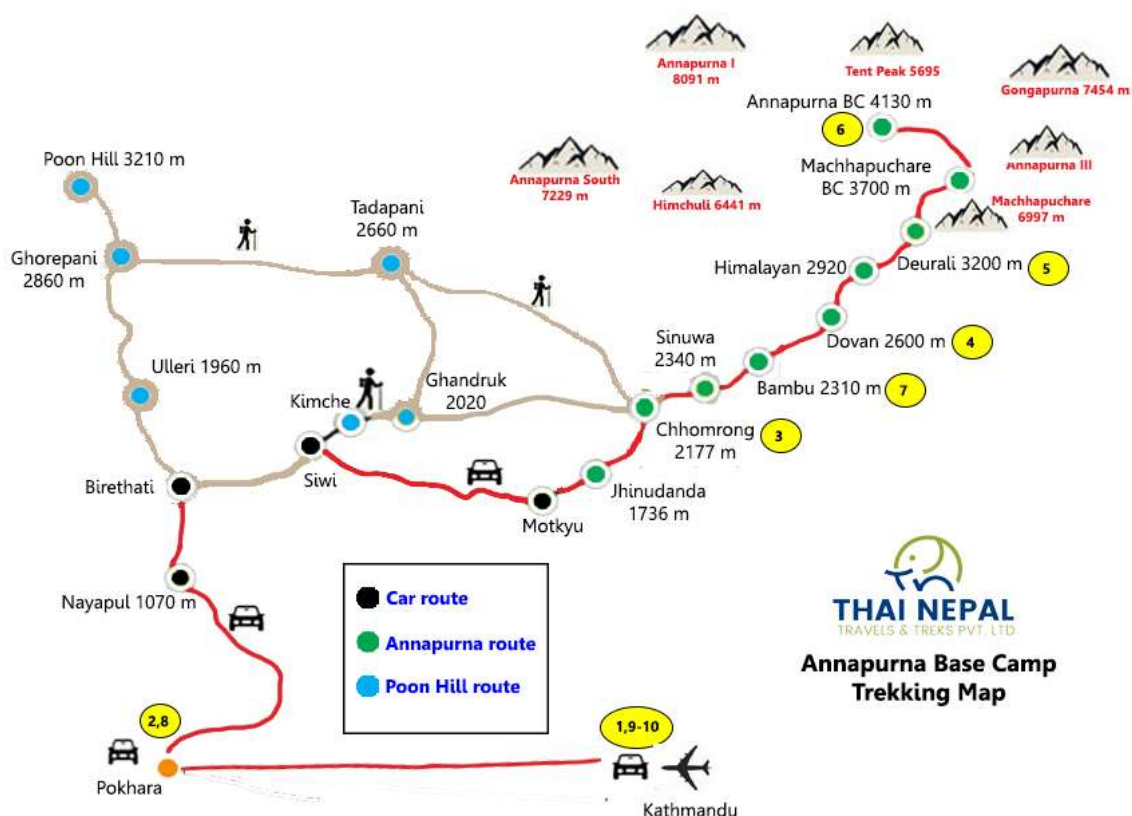 Annapurna I
8091 m
Tent Peak 5695
Gongapurna 7454 m
Annapurna BC 4130 m
6
Poon Hill 3210 m
Annapurna South
7229 m
Himchuli 6441 m
Machhapuchare
BC 3700 m
Annapurna III
Machhapuchare
6997 m
Tadapani
2660 m
Ghorepani
2860 m
Himalayan 2920
Deurali 3200 m
5
Sinuwa
2340 m
Dovan 2600 m
4
Ulleri 1960 m
Ghandruk
2020
Bambu 2310 m
7
Kimche
Chhomrong
2177 m
3
Siwi
Birethati
Jhinudanda
1736 m
Motkyu
Nayapul 1070 m
Car route
Annapurna route
Poon Hill route
THAI NEPAL
TRAVELS & TREKS PVT. LTD
Annapurna Base Camp
Trekking Map
2,8
1,9-10
Pokhara
Kathmandu